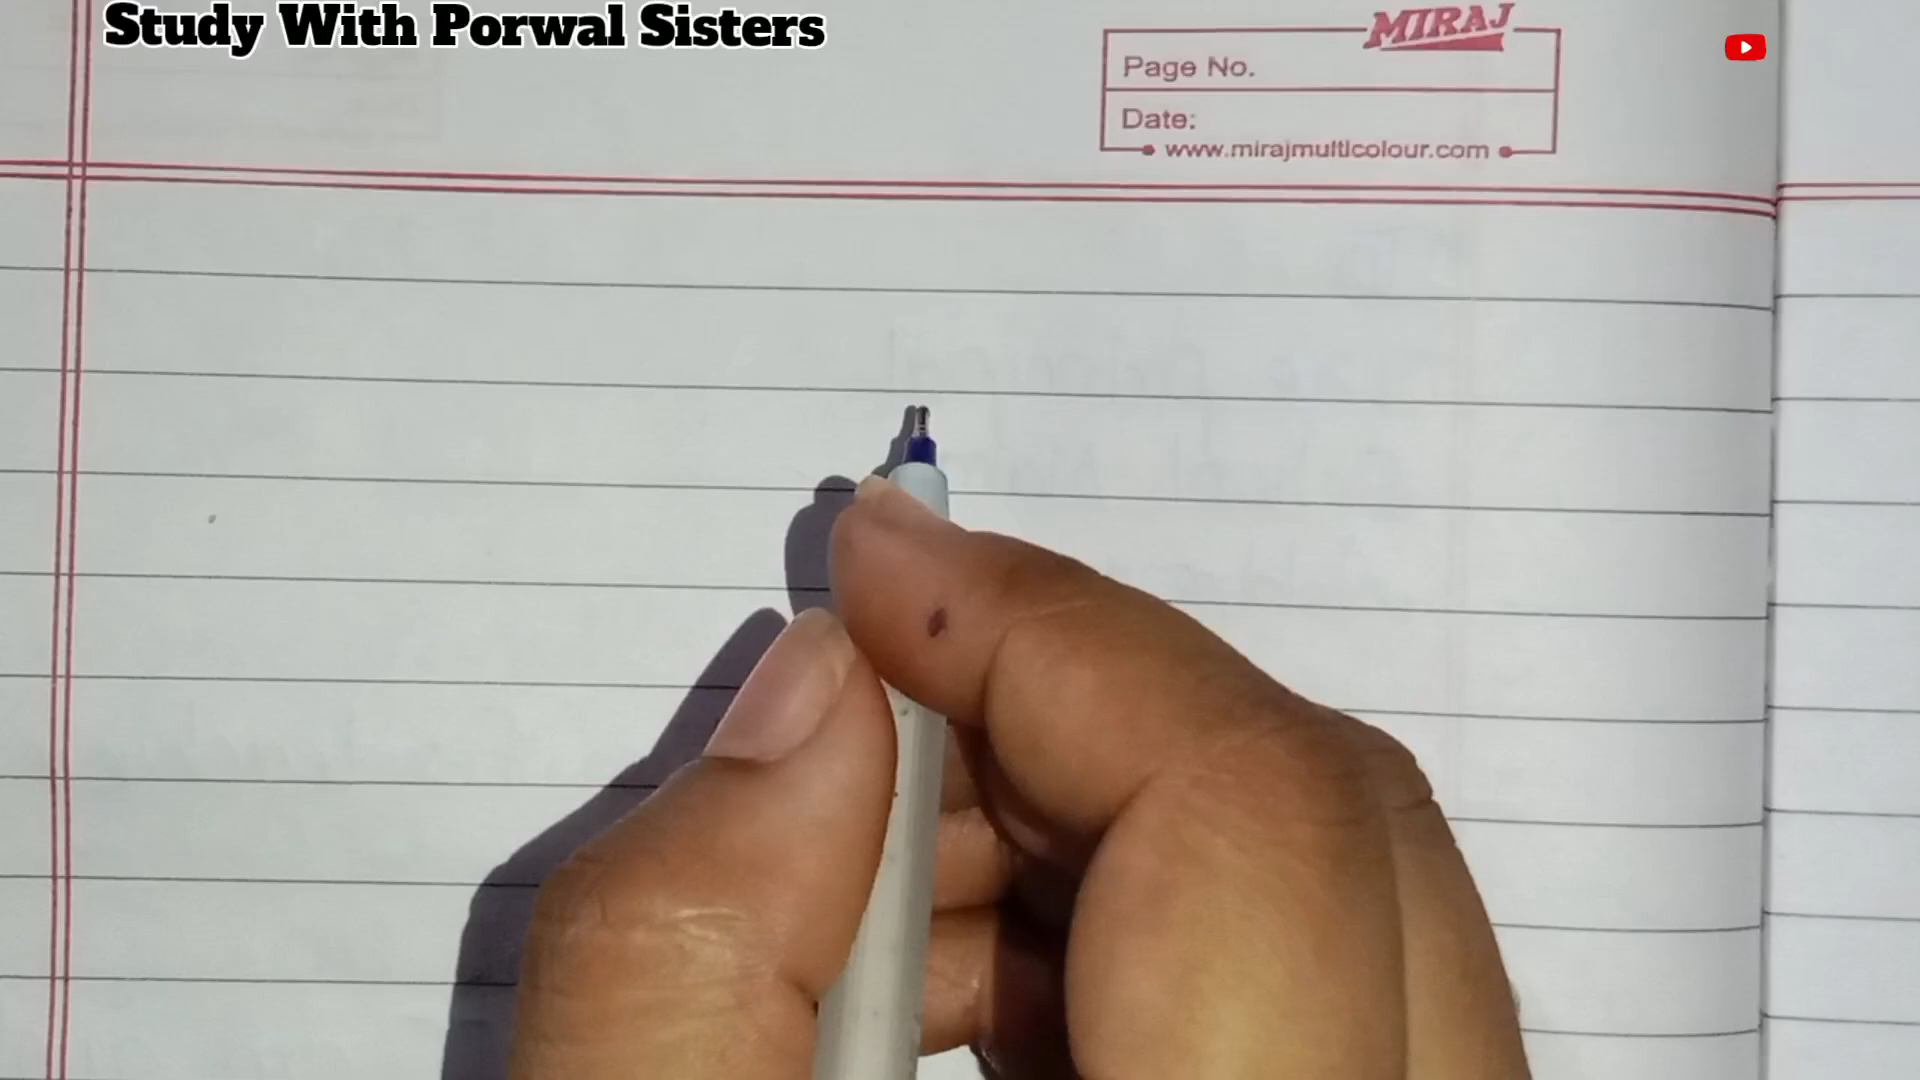 Study With Porwal Sisters
MIRAJ
Page No.
Date:
www.mirajmulticolour.com